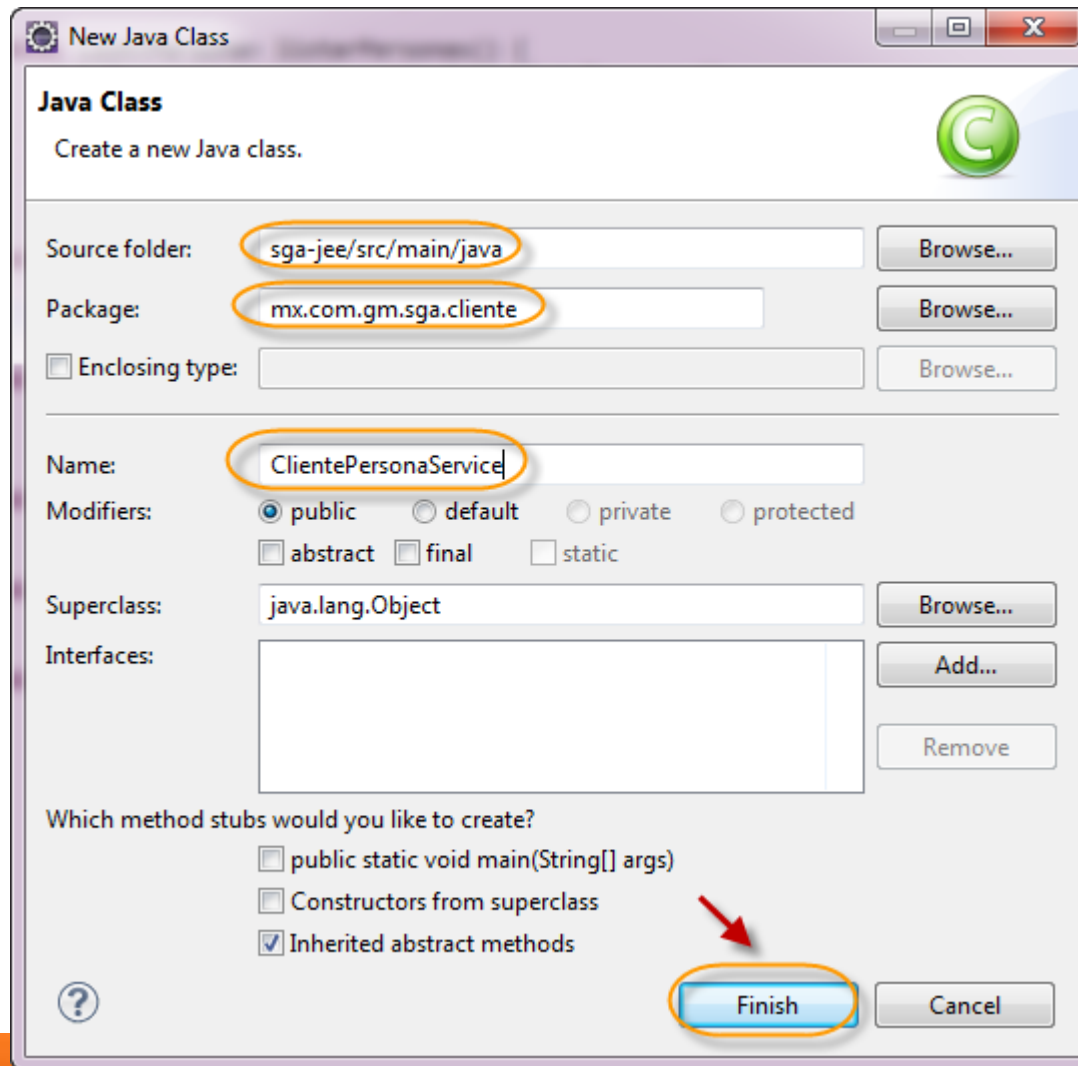 New Java Class
Java Class
Create a new Java class.
Source folder: sga-jee/src/main/java Browse...
Package: mx.com.gm.sga.cliente Browse...
Enclosing type: Browse...
Name: ClientePersonaService
Modifiers: public default private protected
abstract final static
Superclass: java.lang.Object Browse...
Interfaces: Add...
Remove
Which method stubs would you like to create?
public static void main(String[] args)
Constructors from superclass
Inherited abstract methods
Finish Cancel